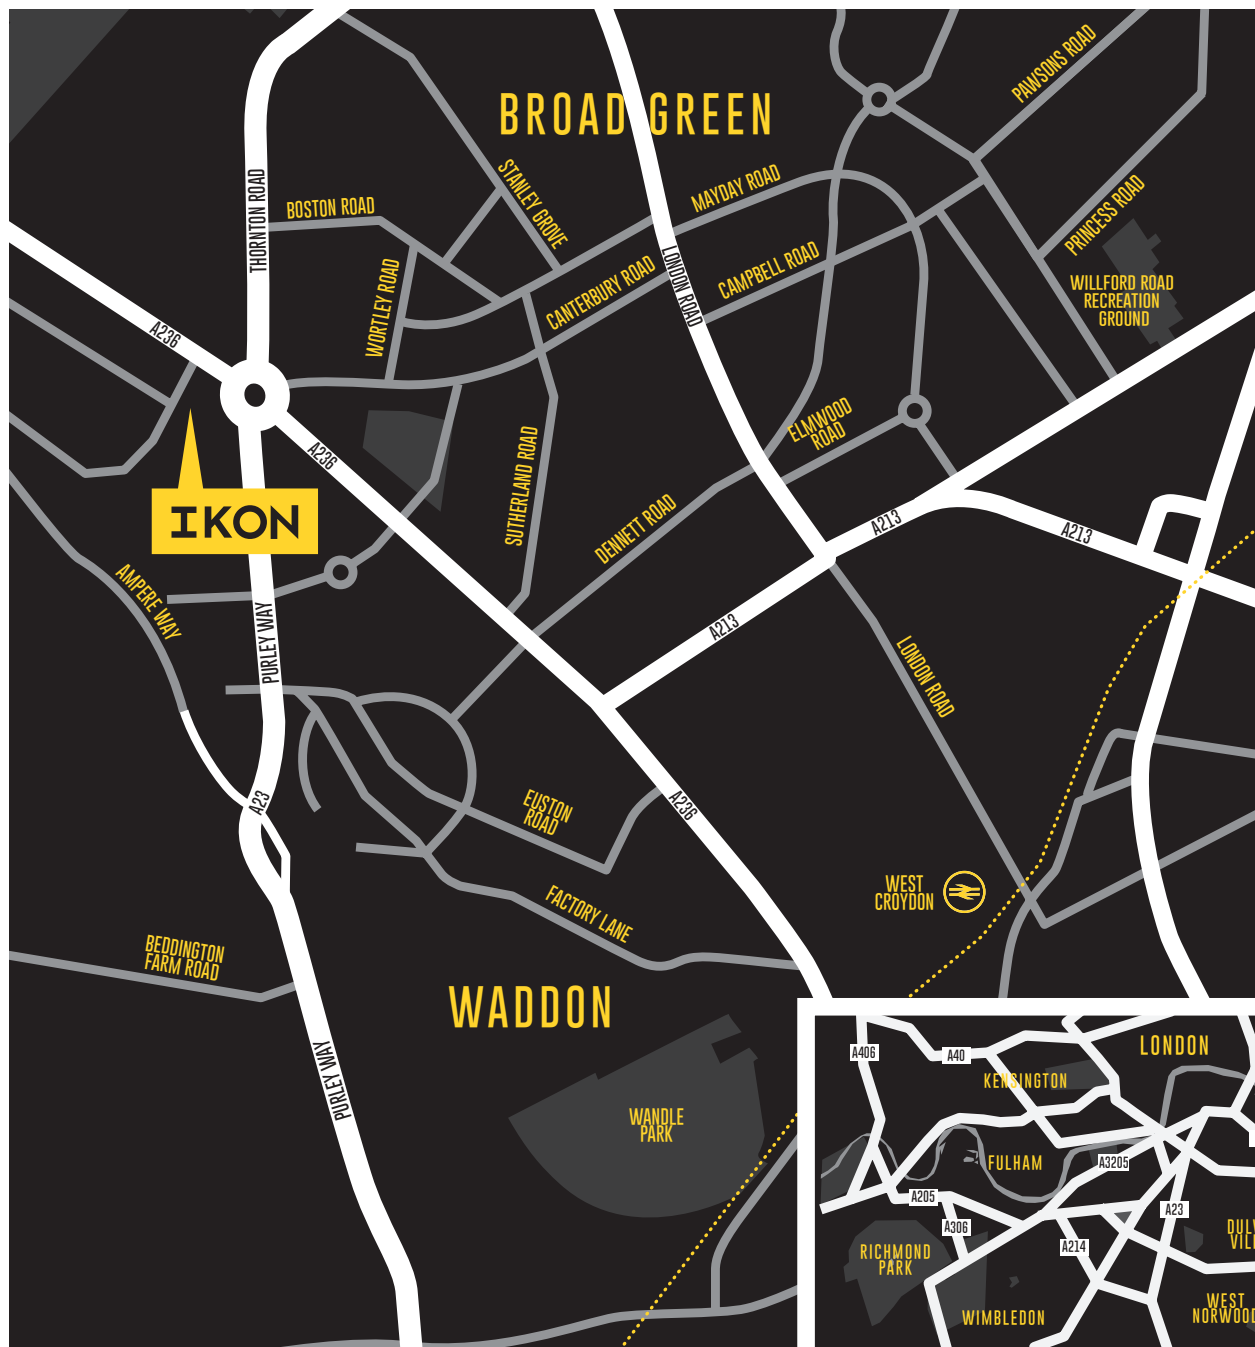 BROAD GREEN
PAWSONS ROAD
STANLEY GROVE
MAYDAY ROAD
THORNTON ROAD
BOSTON ROAD
PRINCESS ROAD
LONDON ROAD
CANTERBURY ROAD
CAMPBELL ROAD
WORTLEY ROAD
WILLFORD ROAD
RECREATION
GROUND
A236
ELMWOOD
ROAD
A236
SUTHERLAND ROAD
IKON
DENNETT ROAD
A213
A213
AMPERE WAY
PURLEY WAY
A213
LONDON ROAD
A23
EUSTON
ROAD
A236
WEST
CROYDON
FACTORY LANE
BEDDINGTON
FARM ROAD
WADDON
PURLEY WAY
WANDLE
PARK
A406
A40
LONDON
KENSINGTON
FULHAM
A3205
A205
A306
A23
A214
RICHMOND
PARK
WIMBLEDON
WEST
NORWOOD